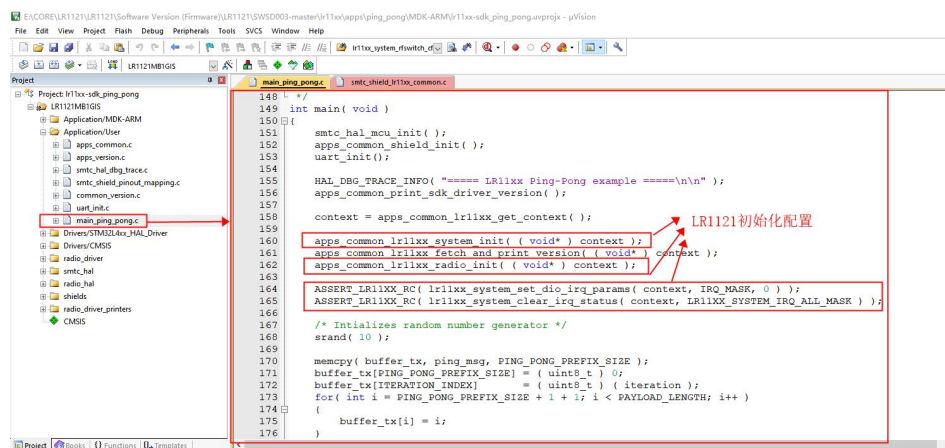 E:\CORE\LR1121\LR1121\Software Version (Firmware)\LR1121\SWSD003-master\lr11xx\apps\ping_pong\MDK-ARM\lr11xx-sdk_ping_pong.uvprojx - µVision
File Edit View Project Flash Debug Peripherals Tools SVCS Window Help
lr11xx_system_rfswitch_cf
LR1121MB1GIS
Project
Project: lr11xx-sdk_ping_pong
LR1121MB1GIS
Application/MDK-ARM
Application/User
apps_common.c
apps_version.c
smtc_hal_dbg_trace.c
smtc_shield_pinout_mapping.c
common_version.c
uart_init.c
main_ping_pong.c
Drivers/STM32L4xx_HAL_Driver
Drivers/CMSIS
radio_driver
smtc_hal
radio_hal
shields
radio_driver_printers
CMSIS
Project Books {} Functions Templates
main_ping_pong.c smtc_shield_lr11xx_common.c
148 */
149 int main( void )
150 {
151 smtc_hal_mcu_init( );
152 apps_common_shield_init( );
153 uart_init();
154
155 HAL_DBG_TRACE_INFO( "===== LR11xx Ping-Pong example =====\n\n" );
156 apps_common_print_sdk_driver_version( );
157
158 context = apps_common_lr11xx_get_context( );
159
160 apps_common_lr11xx_system_init( ( void* ) context );
161 apps_common_lr11xx_fetch_and_print_version( ( void* ) context );
162 apps_common_lr11xx_radio_init( ( void* ) context );
163
164 ASSERT_LR11XX_RC( lr11xx_system_set_dio_irq_params( context, IRQ_MASK, 0 ) );
165 ASSERT_LR11XX_RC( lr11xx_system_clear_irq_status( context, LR11XX_SYSTEM_IRQ_ALL_MASK ) );
166
167 /* Intializes random number generator */
168 srand( 10 );
169
170 memcpy( buffer_tx, ping_msg, PING_PONG_PREFIX_SIZE );
171 buffer_tx[PING_PONG_PREFIX_SIZE] = ( uint8_t ) 0;
172 buffer_tx[ITERATION_INDEX] = ( uint8_t ) ( iteration );
173 for( int i = PING_PONG_PREFIX_SIZE + 1 + 1; i < PAYLOAD_LENGTH; i++ )
174 {
175 buffer_tx[i] = i;
176 }
LR1121初始化配置